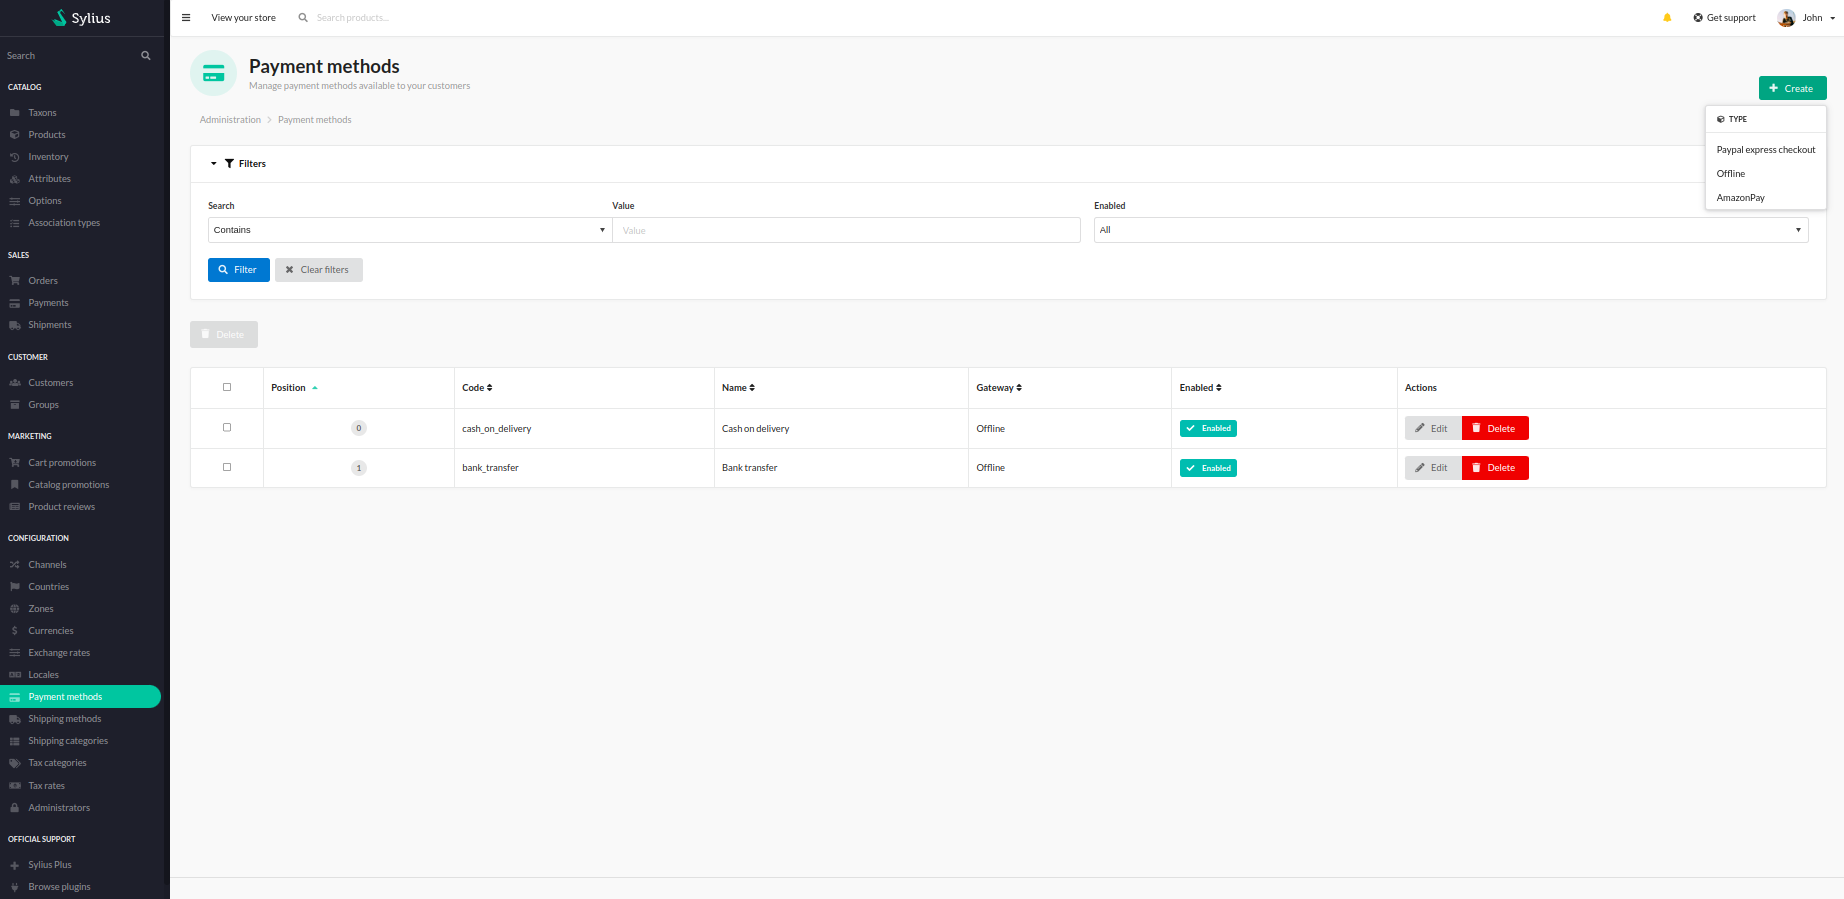 Sylius
Search
CATALOG
Taxons
Products
Inventory
Attributes
Options
Association types
SALES
Orders
Payments
Shipments
CUSTOMER
Customers
Groups
MARKETING
Cart promotions
Catalog promotions
Product reviews
CONFIGURATION
Channels
Countries
Zones
Currencies
Exchange rates
Locales
Payment methods
Shipping methods
Shipping categories
Tax categories
Tax rates
Administrators
OFFICIAL SUPPORT
Sylius Plus
Browse plugins
View your store Search products... Get support John
Payment methods
Manage payment methods available to your customers
Create
TYPE
Paypal express checkout
Offline
AmazonPay
Administration Payment methods
Filters
Search Value Enabled
Contains Value All
Filter Clear filters
Delete
Position Code Name Gateway Enabled Actions
0 cash_on_delivery Cash on delivery Offline Enabled Edit Delete
1 bank_transfer Bank transfer Offline Enabled Edit Delete